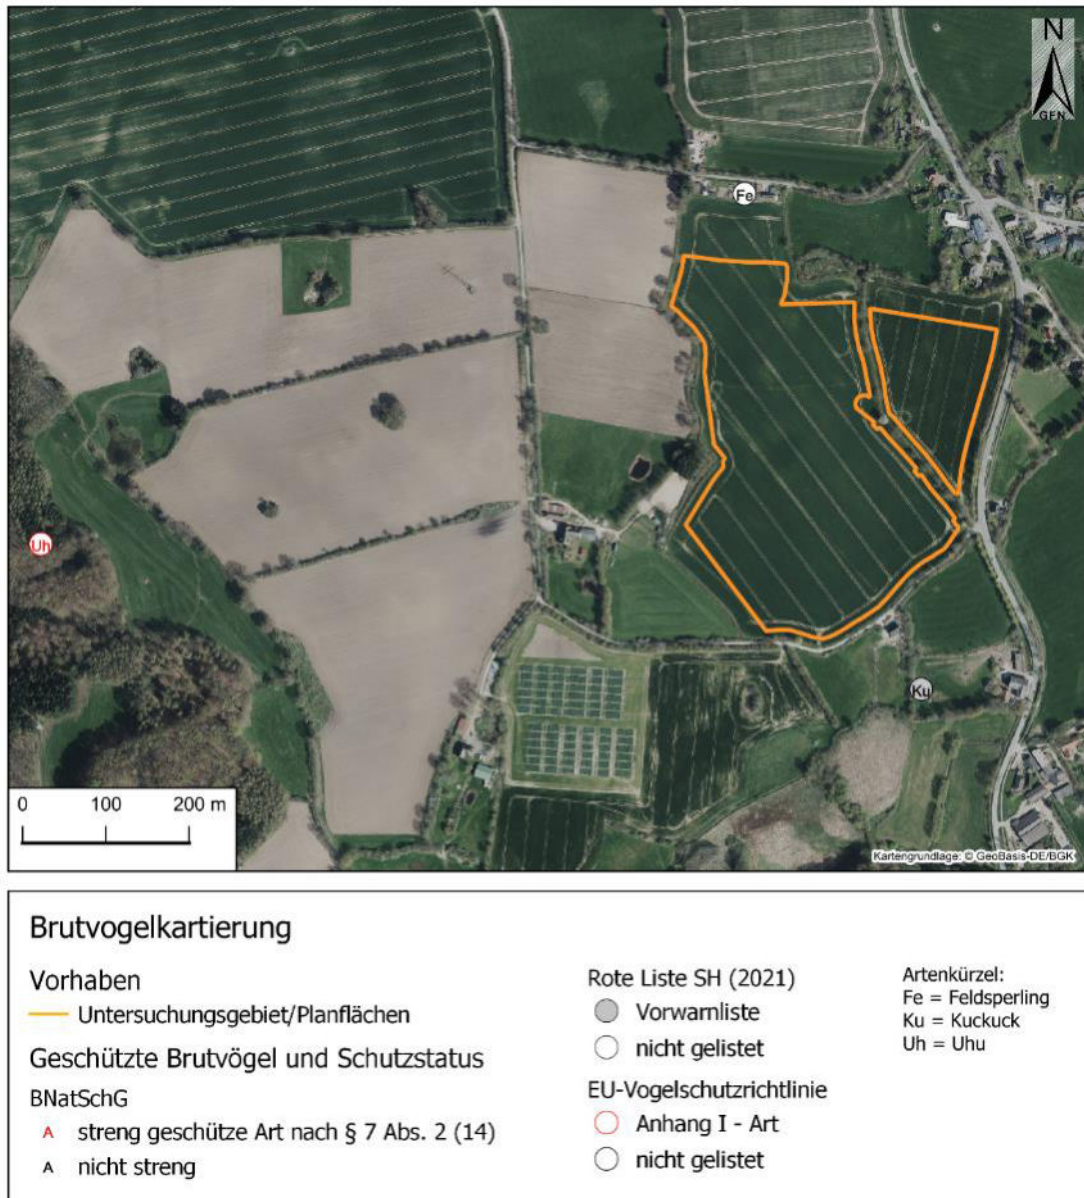 N
GFN
Fe
Uh
Ku
0 100 200 m
Kartengrundlage: © GeoBasis-DE/BGK
Brutvogelkartierung
Vorhaben
Untersuchungsgebiet/Planflächen
Geschützte Brutvögel und Schutzstatus
BNatSchG
A streng geschütze Art nach § 7 Abs. 2 (14)
A nicht streng
Rote Liste SH (2021)
Vorwarnliste
nicht gelistet
EU-Vogelschutzrichtlinie
Anhang I - Art
nicht gelistet
Artenkürzel:
Fe = Feldsperling
Ku = Kuckuck
Uh = Uhu